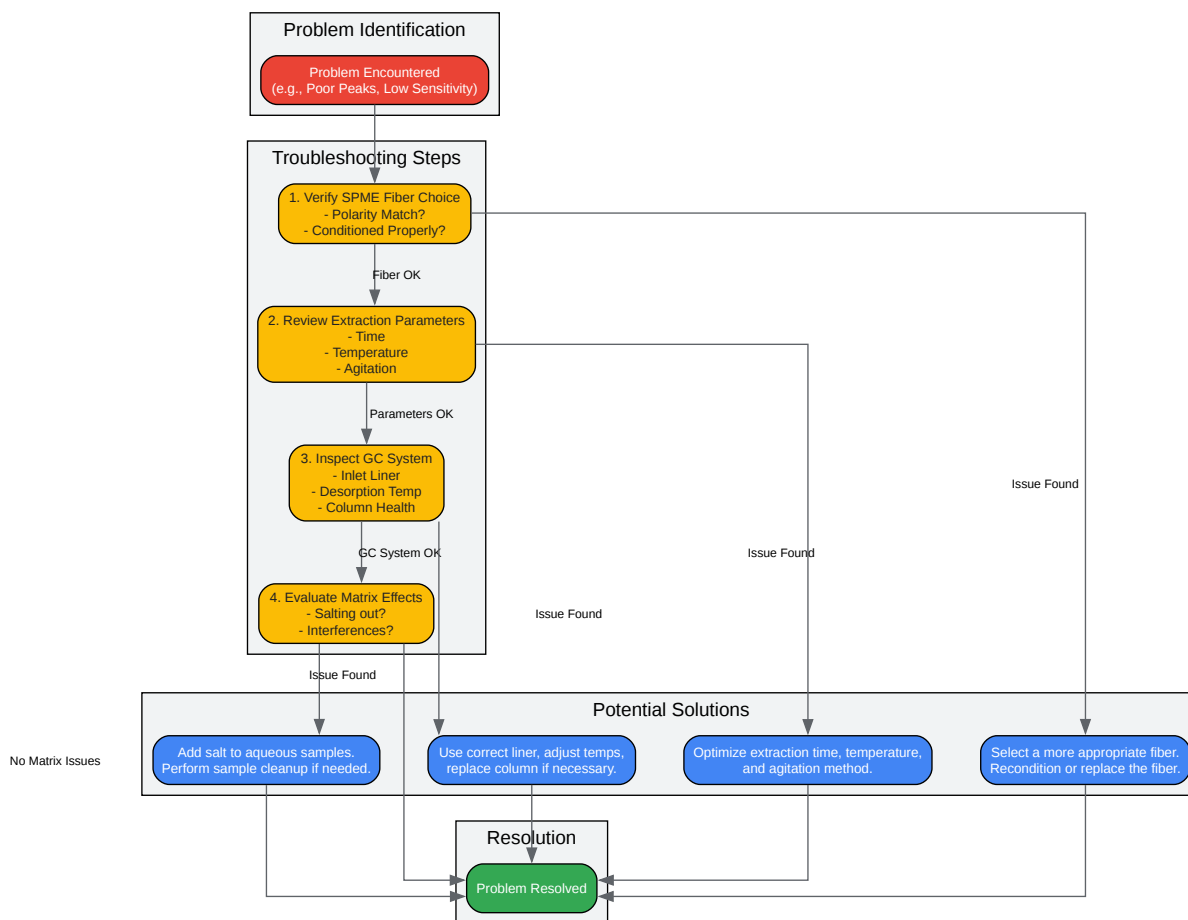 Problem Identification
Problem Encountered
(e.g., Poor Peaks, Low Sensitivity)
Troubleshooting Steps
1. Verify SPME Fiber Choice
- Polarity Match?
- Conditioned Properly?
Fiber OK
2. Review Extraction Parameters
- Time
- Temperature
- Agitation
Parameters OK
3. Inspect GC System
- Inlet Liner
- Desorption Temp
- Column Health
Issue Found
GC System OK
Issue Found
4. Evaluate Matrix Effects
- Salting out?
- Interferences?
Issue Found
Issue Found
Potential Solutions
No Matrix Issues
Add salt to aqueous samples.
Perform sample cleanup if needed.
Use correct liner, adjust temps,
replace column if necessary.
Optimize extraction time, temperature,
and agitation method.
Select a more appropriate fiber.
Recondition or replace the fiber.
Resolution
Problem Resolved